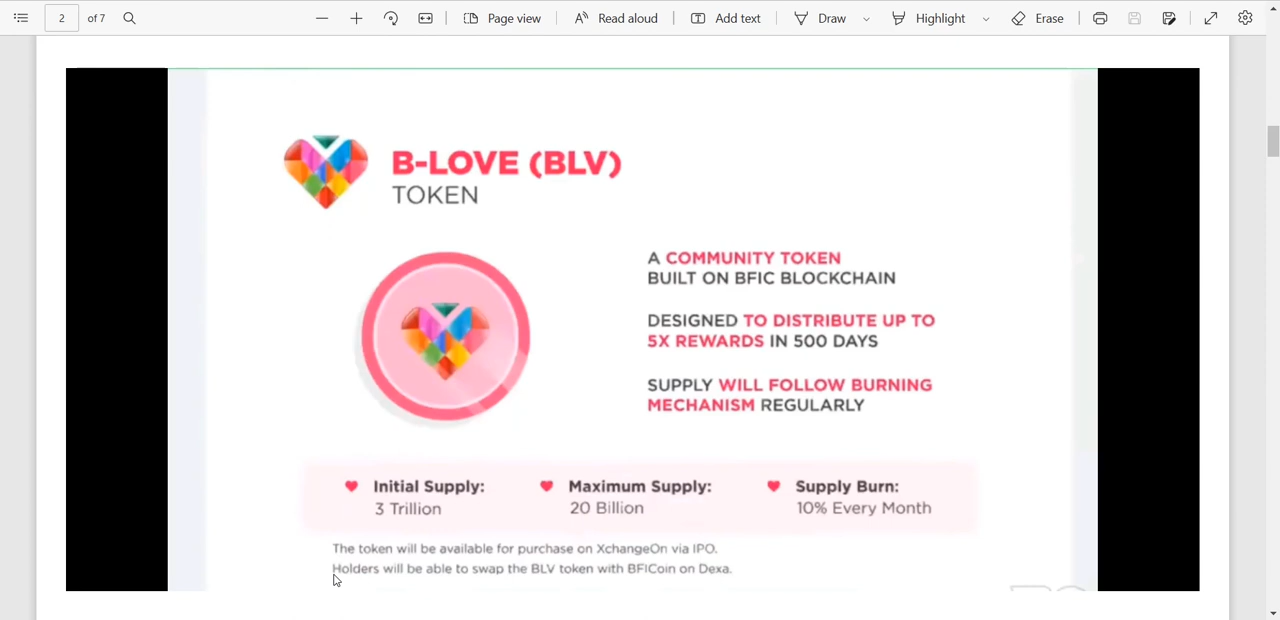 2 of 7 Page view Read aloud Add text Draw Highlight Erase
B-LOVE (BLV)
TOKEN
A COMMUNITY TOKEN
BUILT ON BFIC BLOCKCHAIN
DESIGNED TO DISTRIBUTE UP TO
5X REWARDS IN 500 DAYS
SUPPLY WILL FOLLOW BURNING
MECHANISM REGULARLY
Initial Supply: Maximum Supply: Supply Burn:
3 Trillion 20 Billion 10% Every Month
The token will be available for purchase on XchangeOn via IPO.
Holders will be able to swap the BLV token with BFICoin on Dexa.